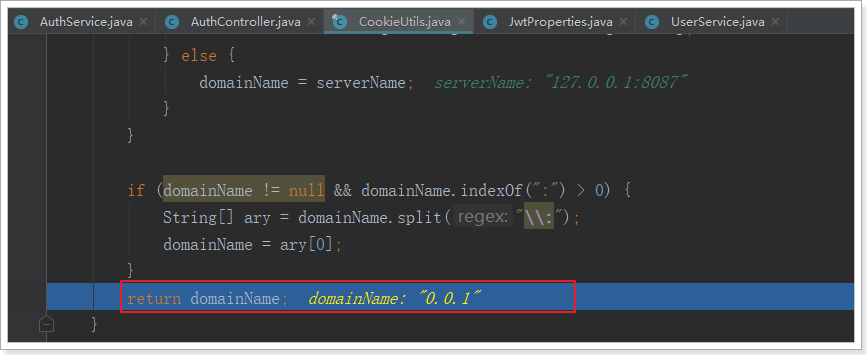 AuthService.java AuthController.java CookieUtils.java JwtProperties.java UserService.java
} else {
domainName = serverName; serverName: "127.0.0.1:8087"
}
}
if (domainName != null && domainName.indexOf(":") > 0) {
String[] ary = domainName.split( regex: "\\:");
domainName = ary[0];
}
return domainName; domainName: "0.0.1"
}